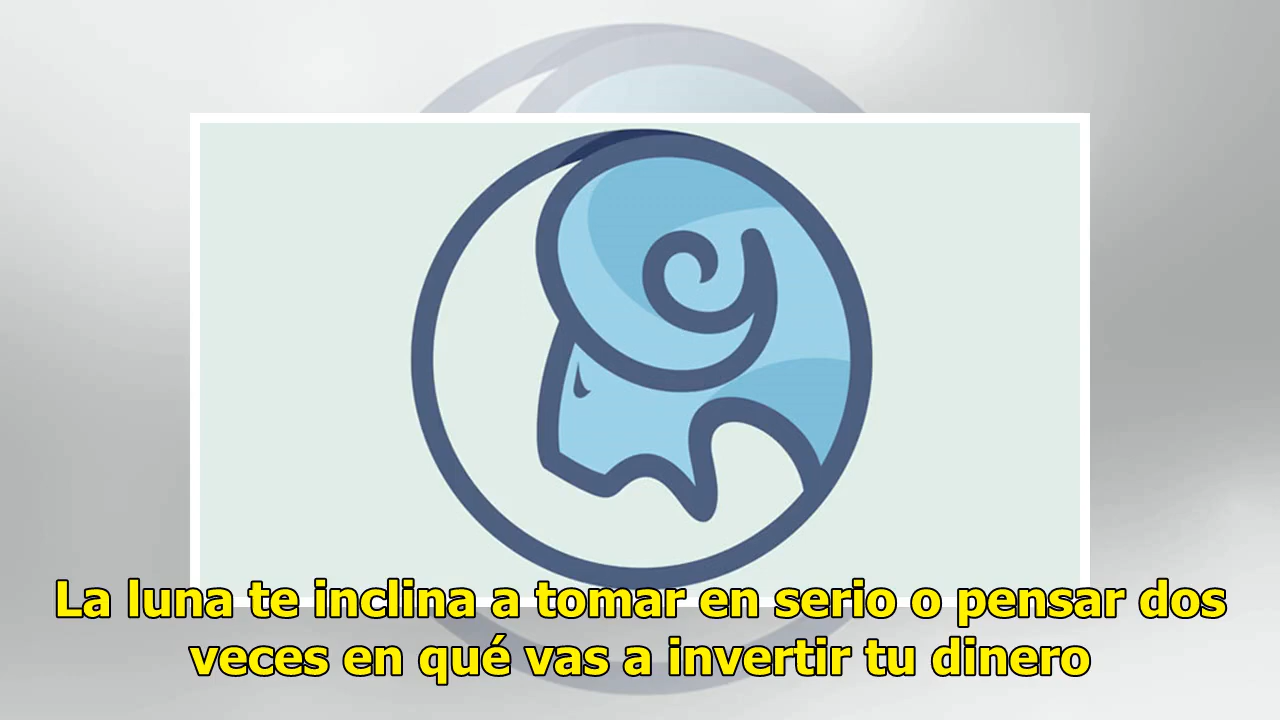 La luna te inclina a tomar en serio o pensar dos
veces en qué vas a invertir tu dinero